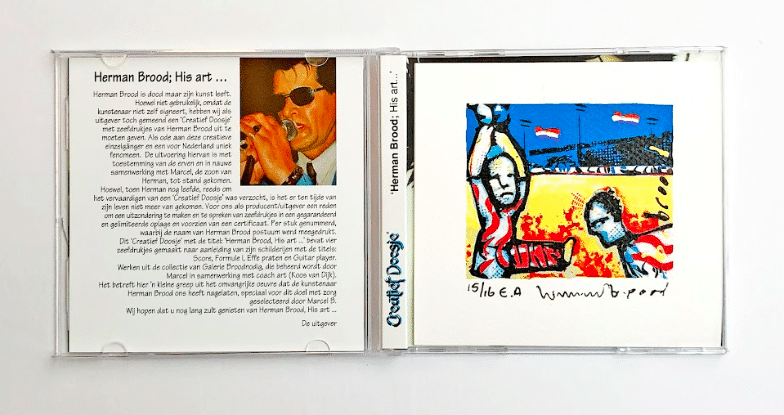 Herman Brood; His art ...
Herman Brood is dood maar zijn kunst leeft.
Hoewel niet gebruikelijk, omdat de
kunstenaar niet zelf signeert, hebben wij als
uitgever toch gemeend een 'Creatief Doosje'
met zeefdrukjes van Herman Brood uit te
moeten geven. Als ode aan deze creatieve
einzelgänger en een voor Nederland uniek
fenomeen. De uitvoering hiervan is met
toestemming van de erven en in nauwe
samenwerking met Marcel, de zoon van
Herman, tot stand gekomen.
Hoewel, toen Herman nog leefde, reeds om
het vervaardigen van een 'Creatief Doosje' was verzocht, is het er ten tijde van
zijn leven niet meer van gekomen. Voor ons als producent/uitgever een reden
om een uitzondering te maken en te spreken van zeefdrukjes in een gegarandeerd
en gelimiteerde oplage en voorzien van een certificaat. Per stuk genummerd,
waarbij de naam van Herman Brood postuum werd meegedrukt.
Dit 'Creatief Doosje' met de titel 'Herman Brood, His art ...' bevat vier
zeefdrukjes gemaakt naar aanleiding van zijn schilderijen met de titels:
Score, Formule I, Effe praten en Guitar player.
Werken uit de collectie van Galerie Broodnodig, die beheerd wordt door
Marcel in samenwerking met coach art (Koos van Dijk).
Het betreft hier 'n kleine greep uit het omvangrijke oeuvre dat de kunstenaar
Herman Brood ons heeft nagelaten, speciaal voor dit doel met zorg
geselecteerd door Marcel B.
Wij hopen dat u nog lang zult genieten van Herman Brood, His art ...
De uitgever
'Herman Brood; His art...'
Creatief Doosje
15/16 E.A Herman Brood